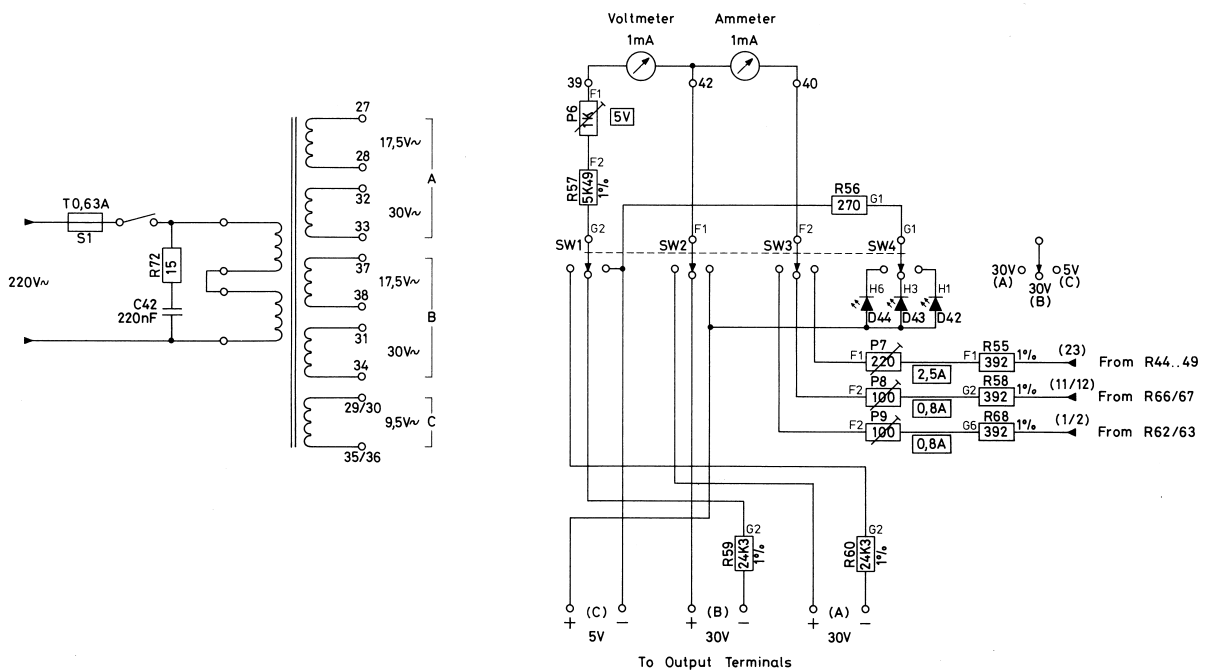 Voltmeter Ammeter
1mA 1mA
39 42 40
F1
P6 1K 5V
F2
R57 5K49 1%
G2 F1 F2 G1
R56
270 G1
SW1 SW2 SW3 SW4
H6 H3 H1
D44 D43 D42
30V (A) 30V (B) 5V (C)
F1 P7 220 2,5A F1 R55 392 1% (23) From R44..49
F2 P8 100 0,8A G2 R58 392 1% (11/12) From R66/67
F2 P9 100 0,8A G6 R68 392 1% (1/2) From R62/63
R59 24K3 1% G2
R60 24K3 1% G2
+ (C) − + (B) − + (A) −
5V 30V 30V
To Output Terminals
T0,63A
S1
220V~
R72 15
C42
220nF
27
17,5V~
28
A
32
30V~
33
37
17,5V~
38
B
31
30V~
34
29/30
9,5V~ C
35/36